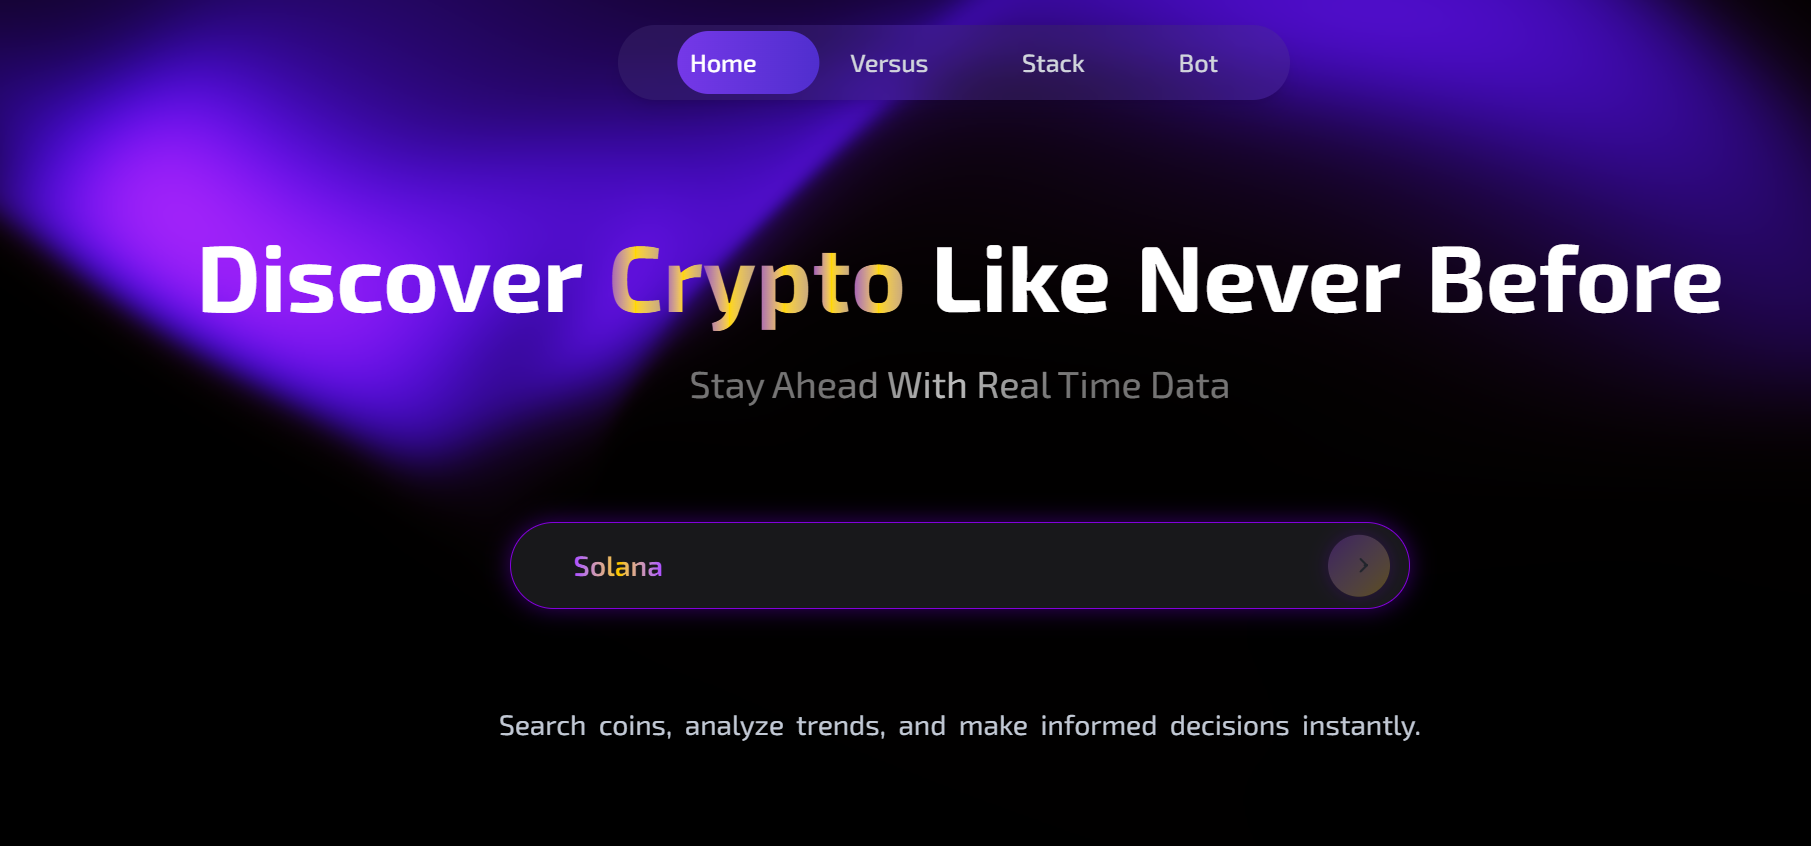 Home Versus Stack Bot
Discover Crypto Like Never Before
Stay Ahead With Real Time Data
Solana
Search coins, analyze trends, and make informed decisions instantly.